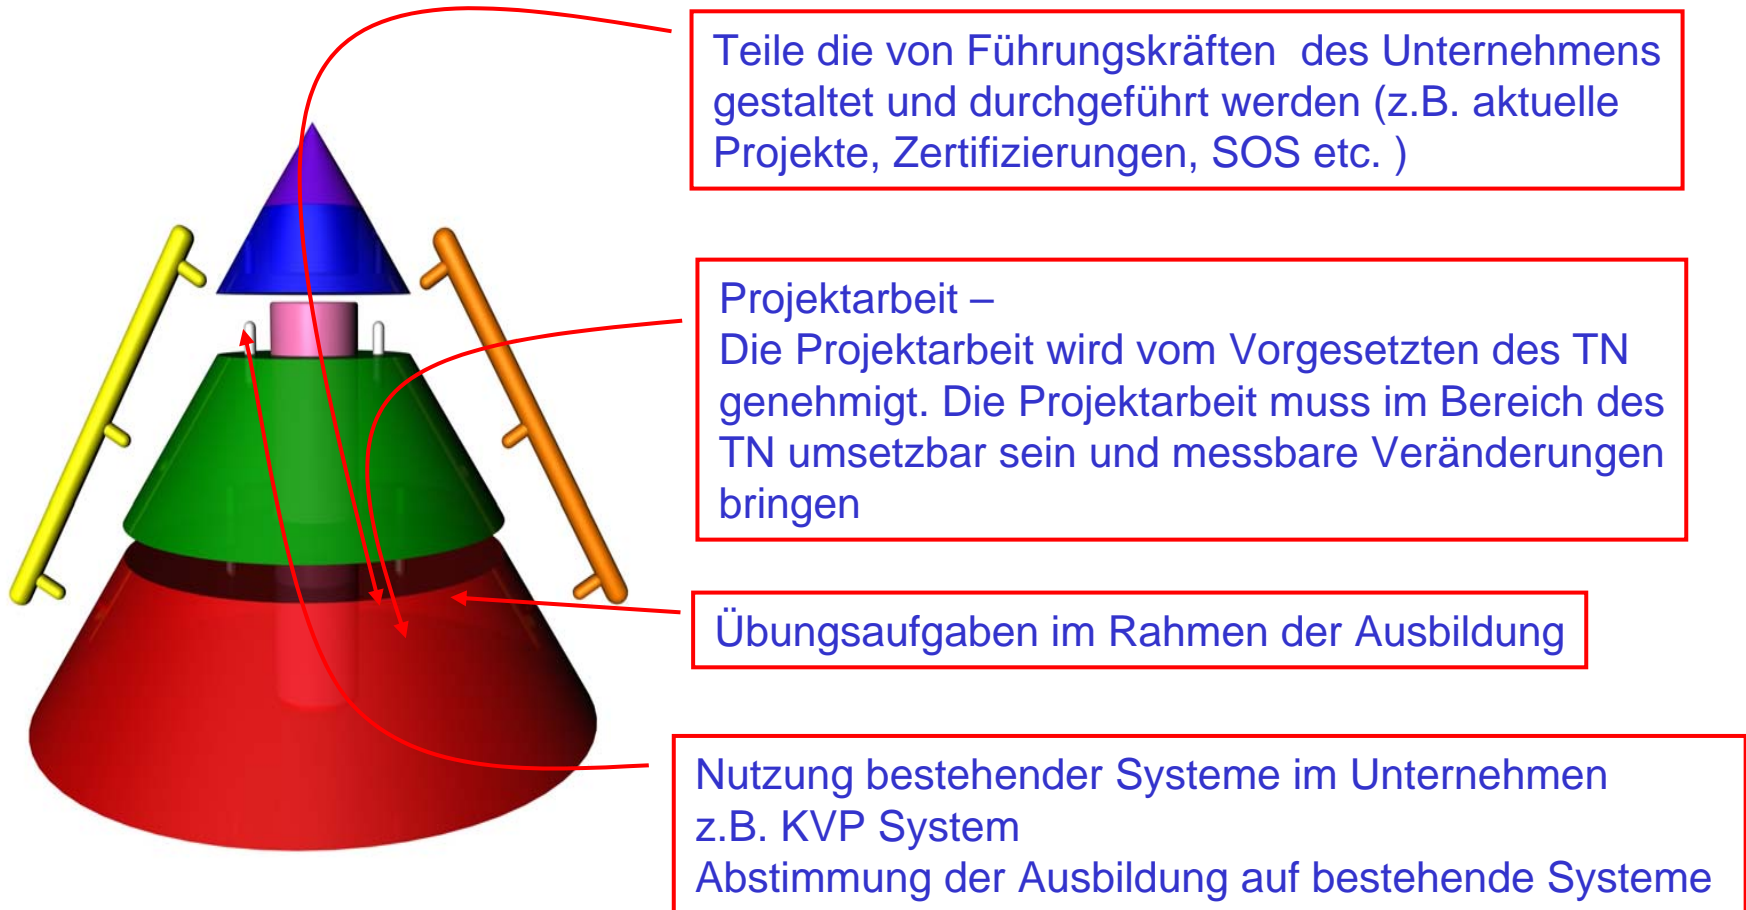 Teile die von Führungskräften  des Unternehmens
gestaltet und durchgeführt werden (z.B. aktuelle
Projekte, Zertifizierungen, SOS etc. )
Projektarbeit –
Die Projektarbeit wird vom Vorgesetzten des TN
genehmigt. Die Projektarbeit muss im Bereich des
TN umsetzbar sein und messbare Veränderungen
bringen
Übungsaufgaben im Rahmen der Ausbildung
Nutzung bestehender Systeme im Unternehmen
z.B. KVP System
Abstimmung der Ausbildung auf bestehende Systeme